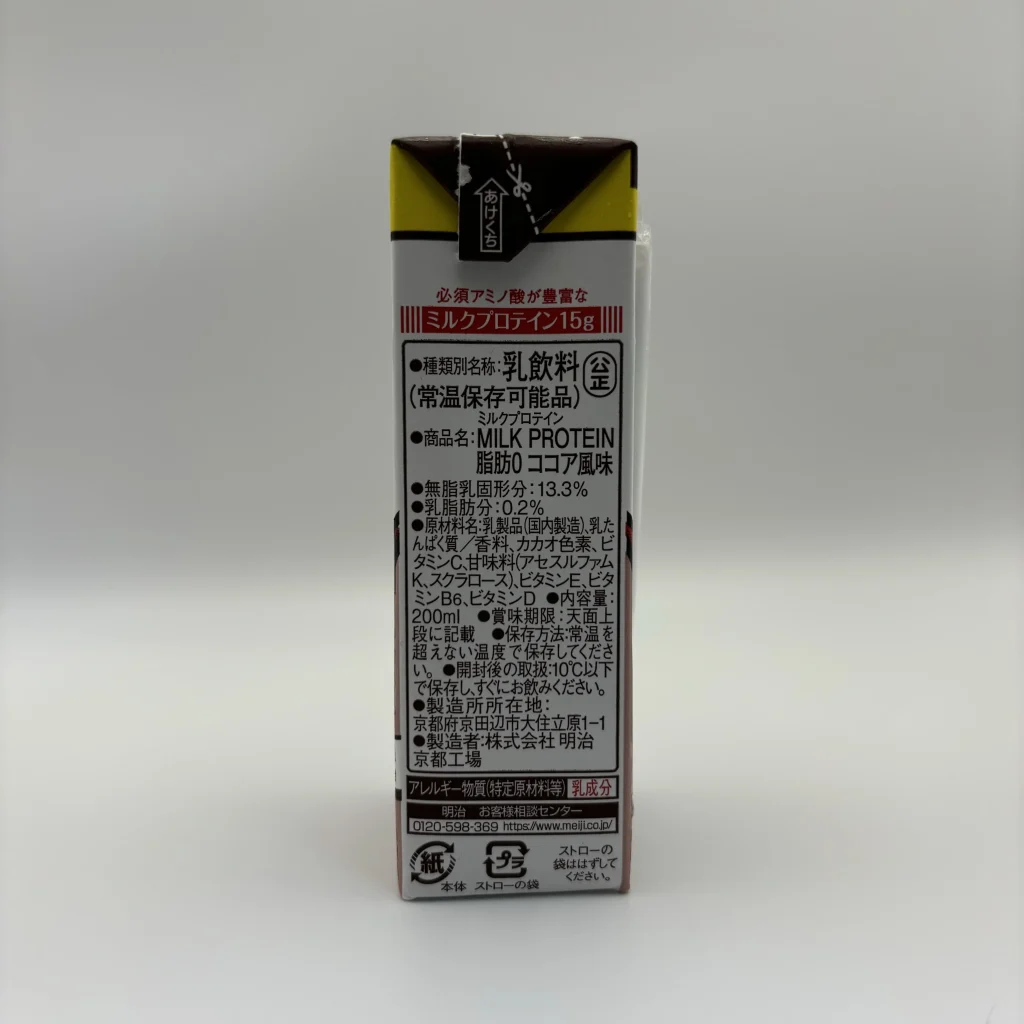 あけくち
必須アミノ酸が豊富な
ミルクプロテイン15g
●種類別名称:乳飲料 公正
(常温保存可能品)
ミルクプロテイン
●商品名:MILK PROTEIN
脂肪0 ココア風味
●無脂乳固形分:13.3%
●乳脂肪分:0.2%
●原材料名:乳製品(国内製造)、乳た
んぱく質/香料、カカオ色素、ビ
タミンC、甘味料(アセスルファム
K、スクラロース)、ビタミンE、ビタ
ミンB6、ビタミンD ●内容量:
200ml ●賞味期限:天面上
段に記載 ●保存方法:常温を
超えない温度で保存してくださ
い。●開封後の取扱:10℃以下
で保存し、すぐにお飲みください。
●製造所所在地:
京都府京田辺市大住立原1-1
●製造者:株式会社 明治
京都工場
アレルギー物質(特定原材料等) 乳成分
明治 お客様相談センター
0120-598-369 https://www.meiji.co.jp/
紙 プラ ストローの
袋ははずして
ください。
本体 ストローの袋